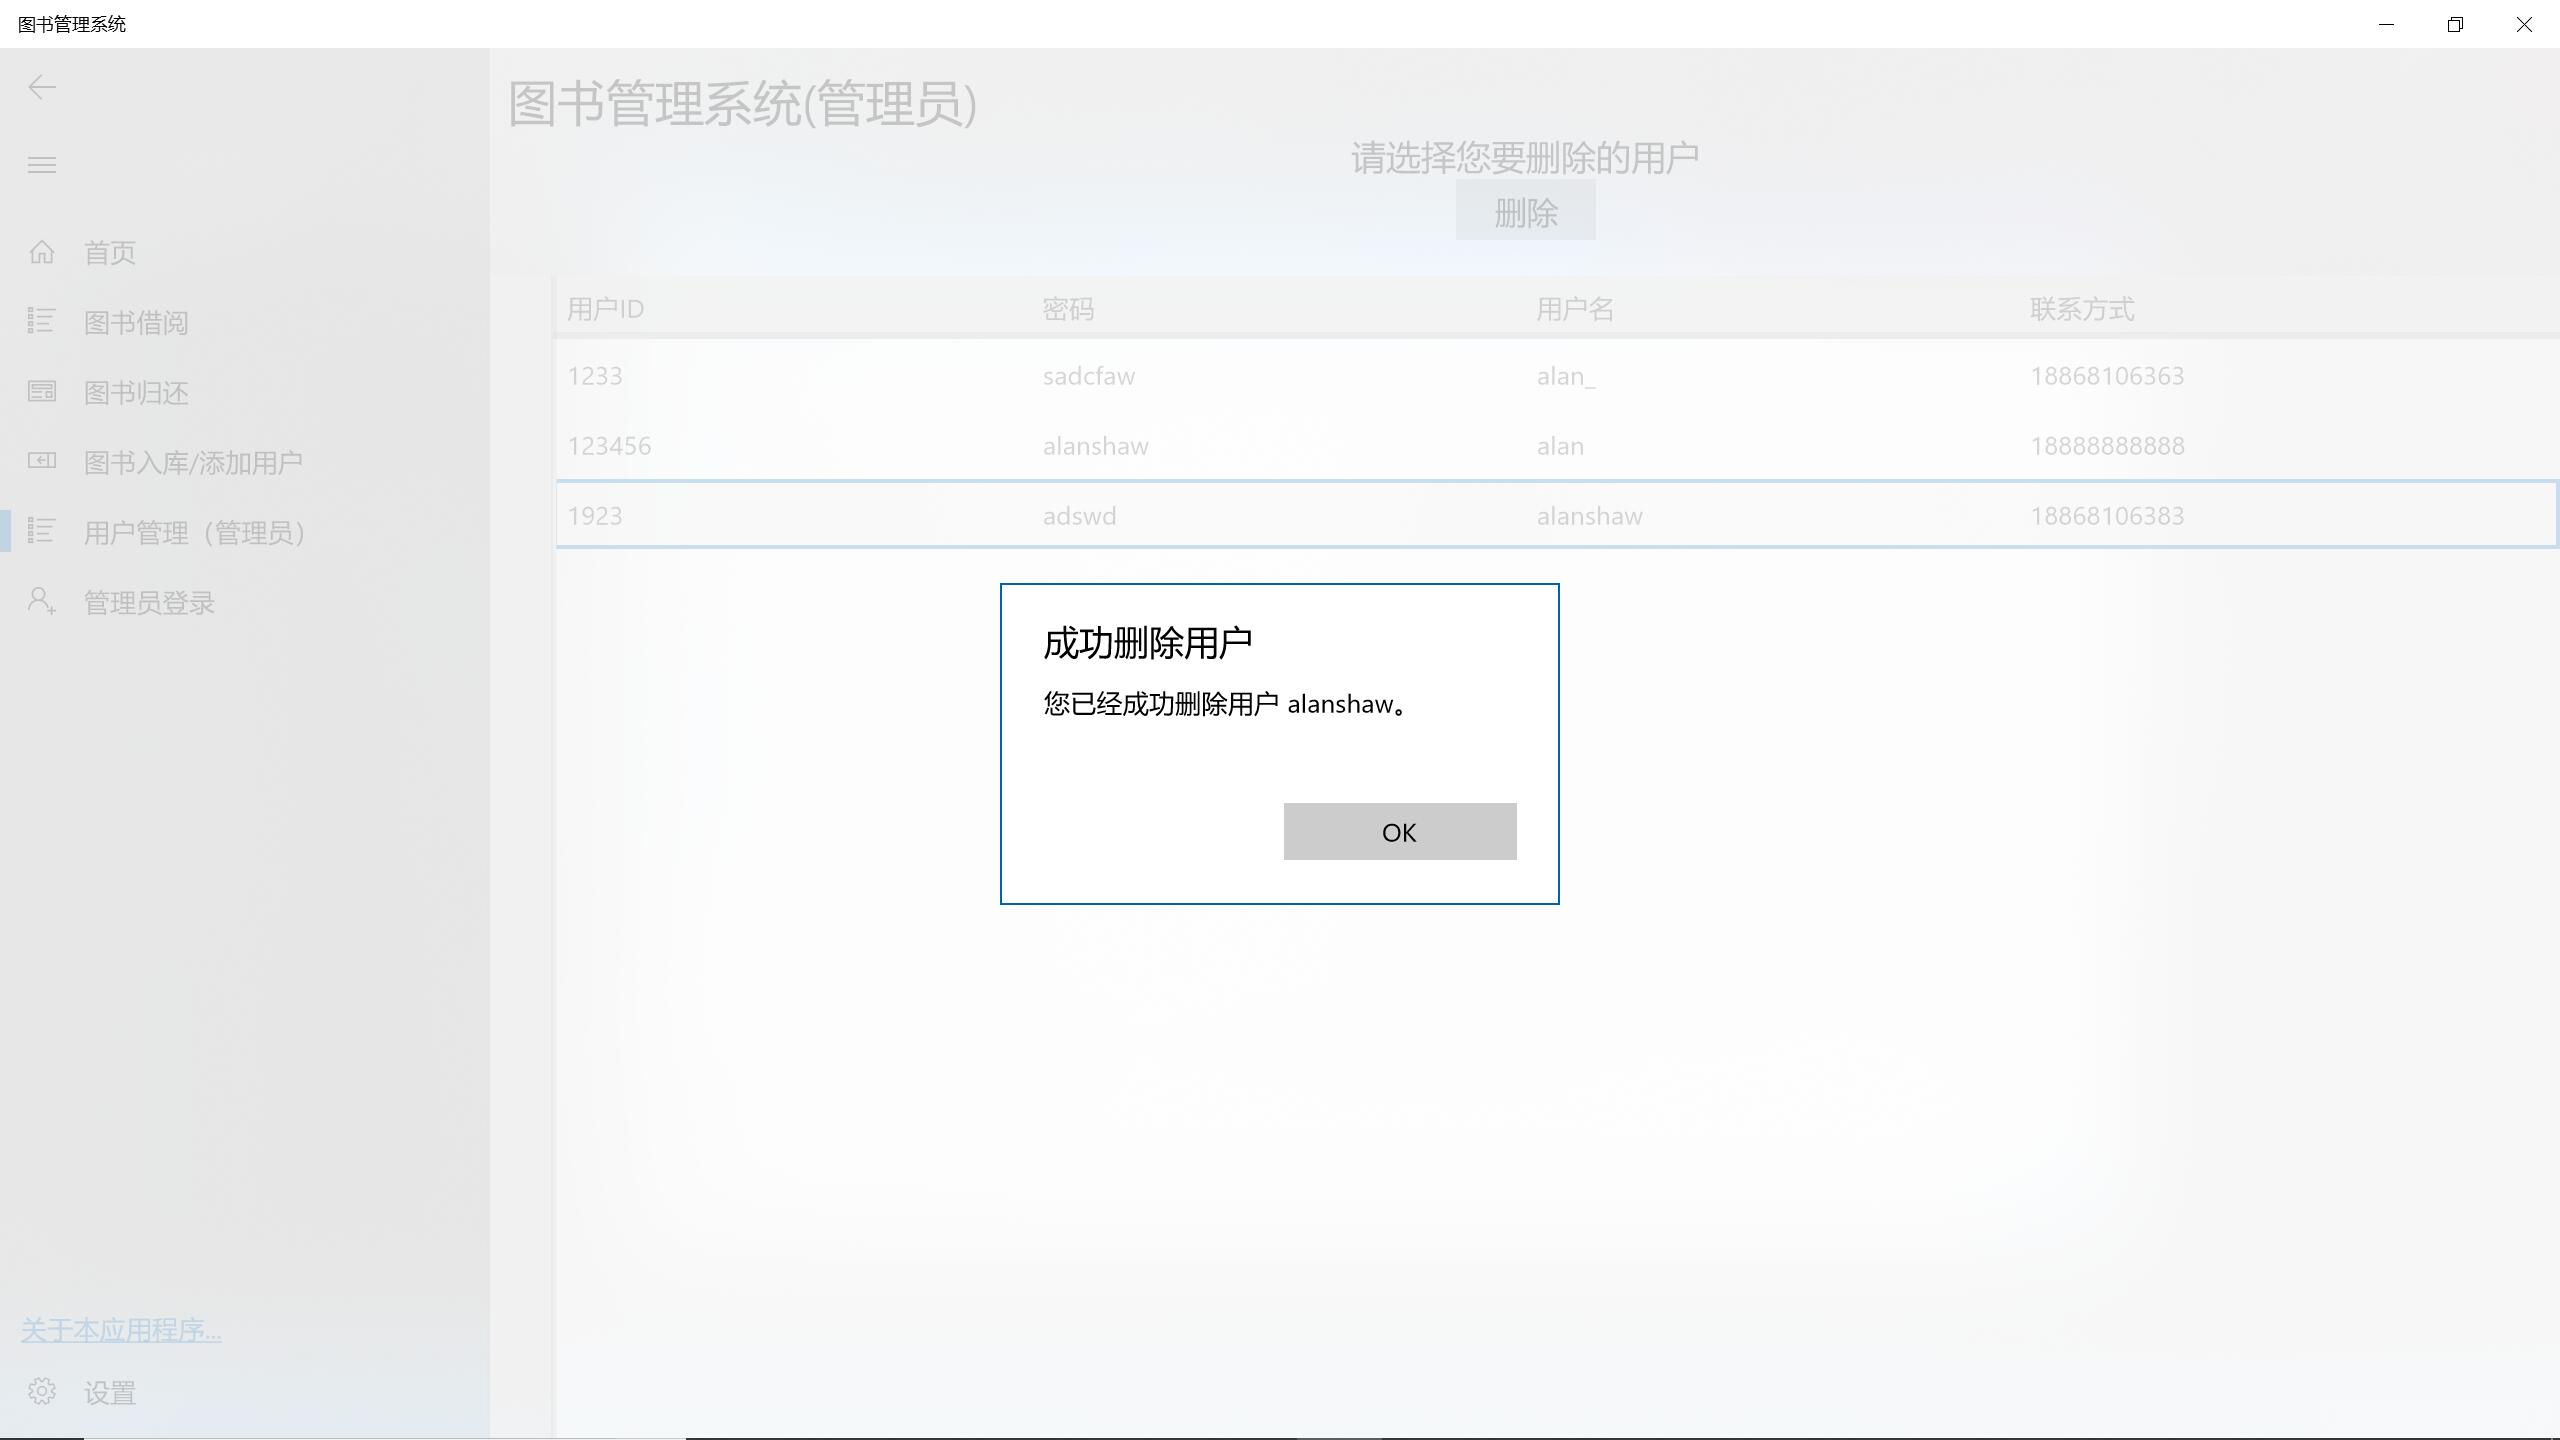 图书管理系统
图书管理系统(管理员)
请选择您要删除的用户
删除
首页
图书借阅
图书归还
图书入库/添加用户
用户管理（管理员）
管理员登录
用户ID 密码 用户名 联系方式
1233 sadcfaw alan_ 18868106363
123456 alanshaw alan 18888888888
1923 adswd alanshaw 18868106383
成功删除用户
您已经成功删除用户 alanshaw。
OK
关于本应用程序...
设置